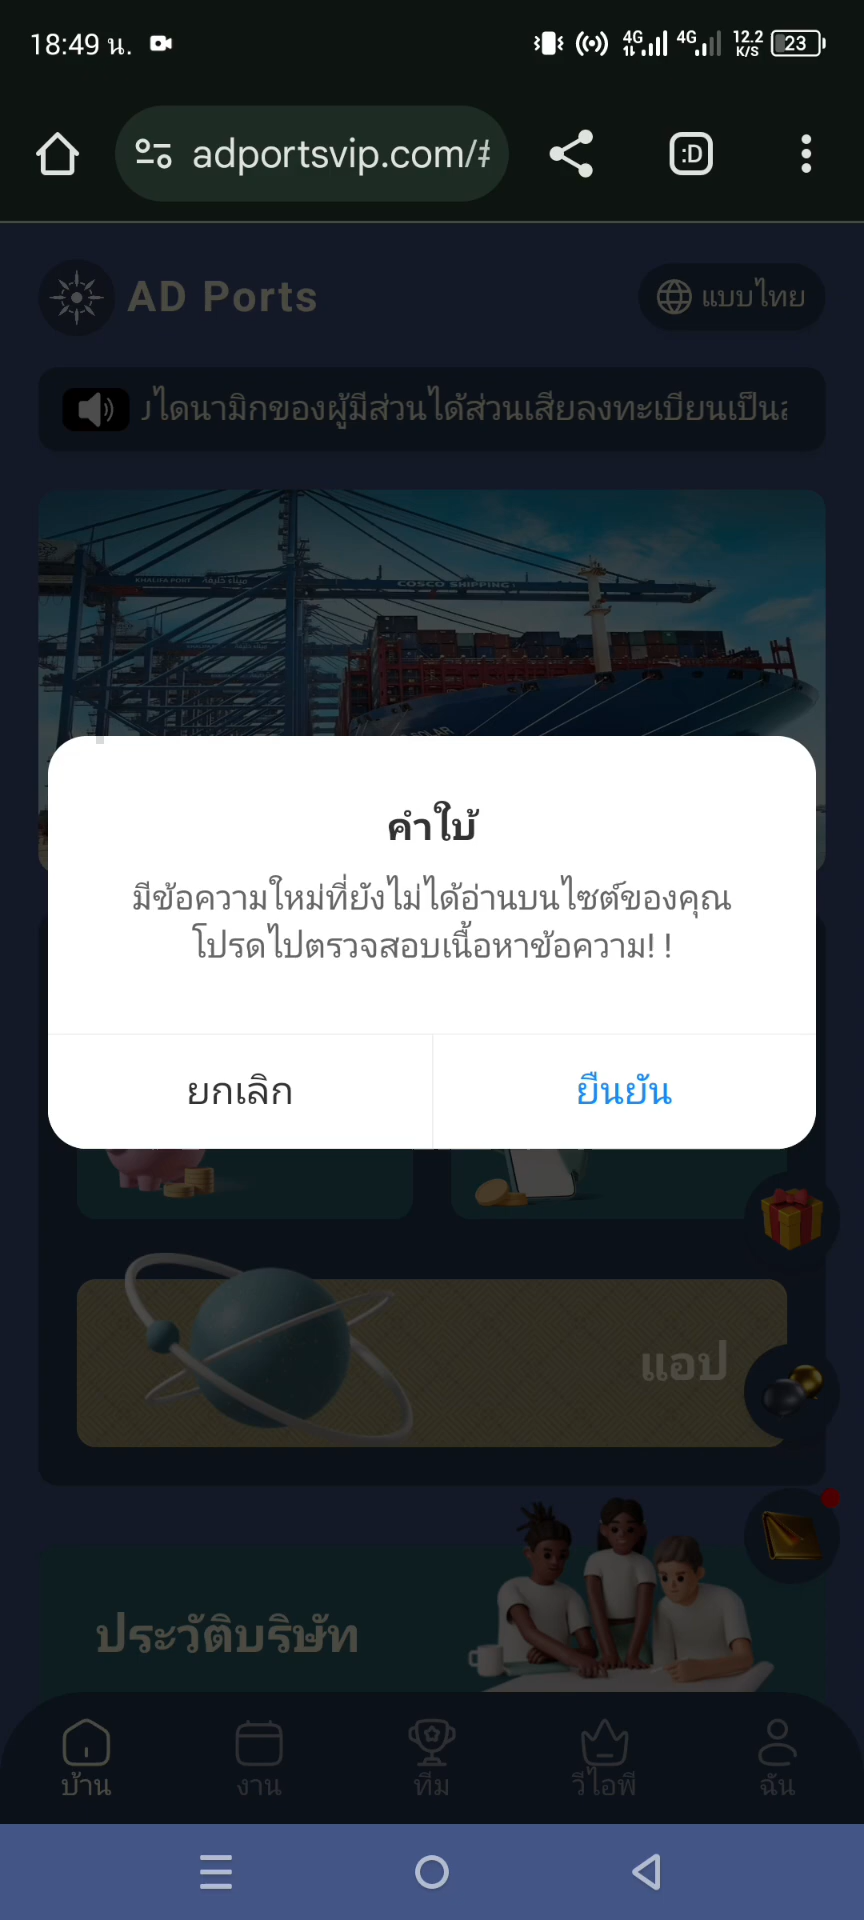 18:49 น.
4G 4G 12.2 K/S 23
adportsvip.com/#
:D
AD Ports
แบบไทย
ไดนามิกของผู้มีส่วนได้ส่วนเสียลงทะเบียนเป็น
KHALIFA PORT ميناء خليفة COSCO SHIPPING
คำใบ้
มีข้อความใหม่ที่ยังไม่ได้อ่านบนไซต์ของคุณ
โปรดไปตรวจสอบเนื้อหาข้อความ! !
ยกเลิก
ยืนยัน
แอป
ประวัติบริษัท
บ้าน
งาน
ทีม
วีไอพี
ฉัน